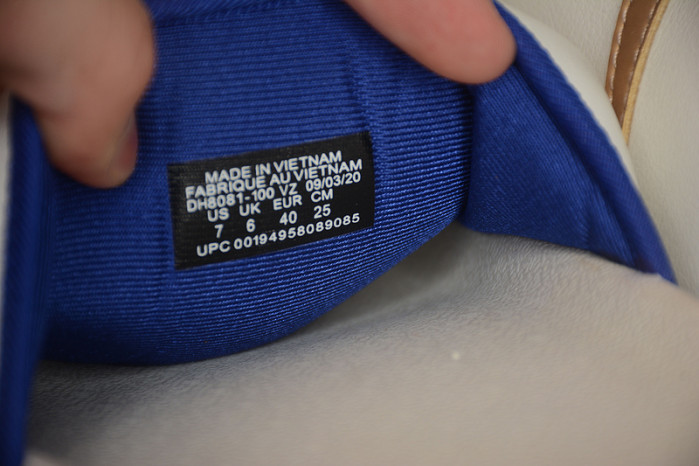 MADE IN VIETNAM
FABRIQUE AU VIETNAM
DH8081-100 VZ 09/03/20
US UK EUR CM
7 6 40 25
UPC 00194958089085